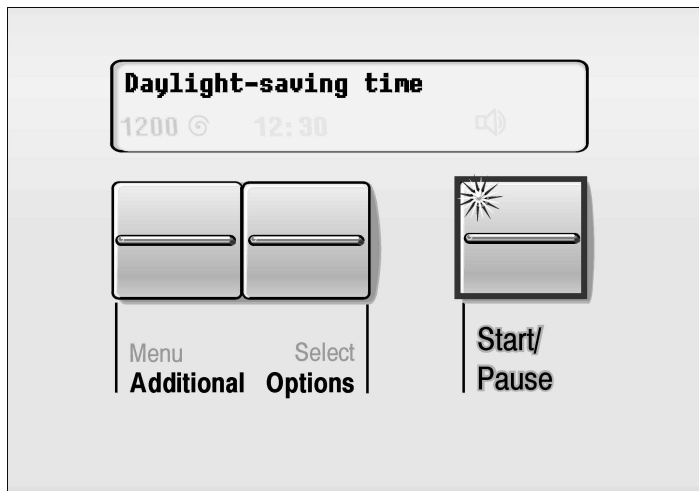 Daylight-saving time
1200 12:30
Menu Select
Additional Options
Start/
Pause